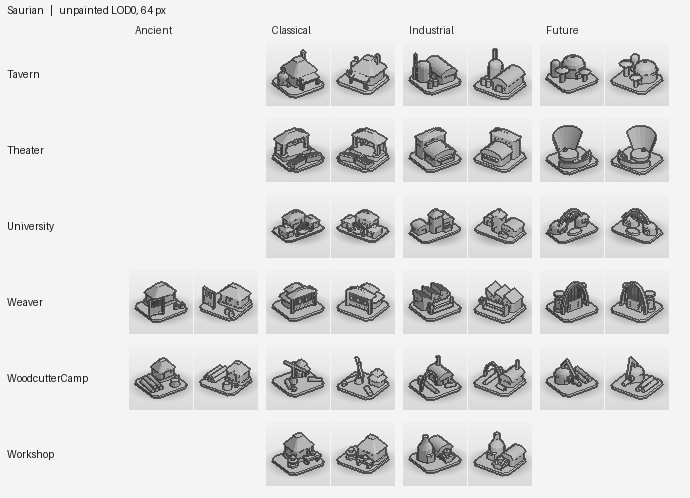 Saurian | unpainted LOD0, 64 px
Ancient Classical Industrial Future
Tavern
Theater
University
Weaver
WoodcutterCamp
Workshop